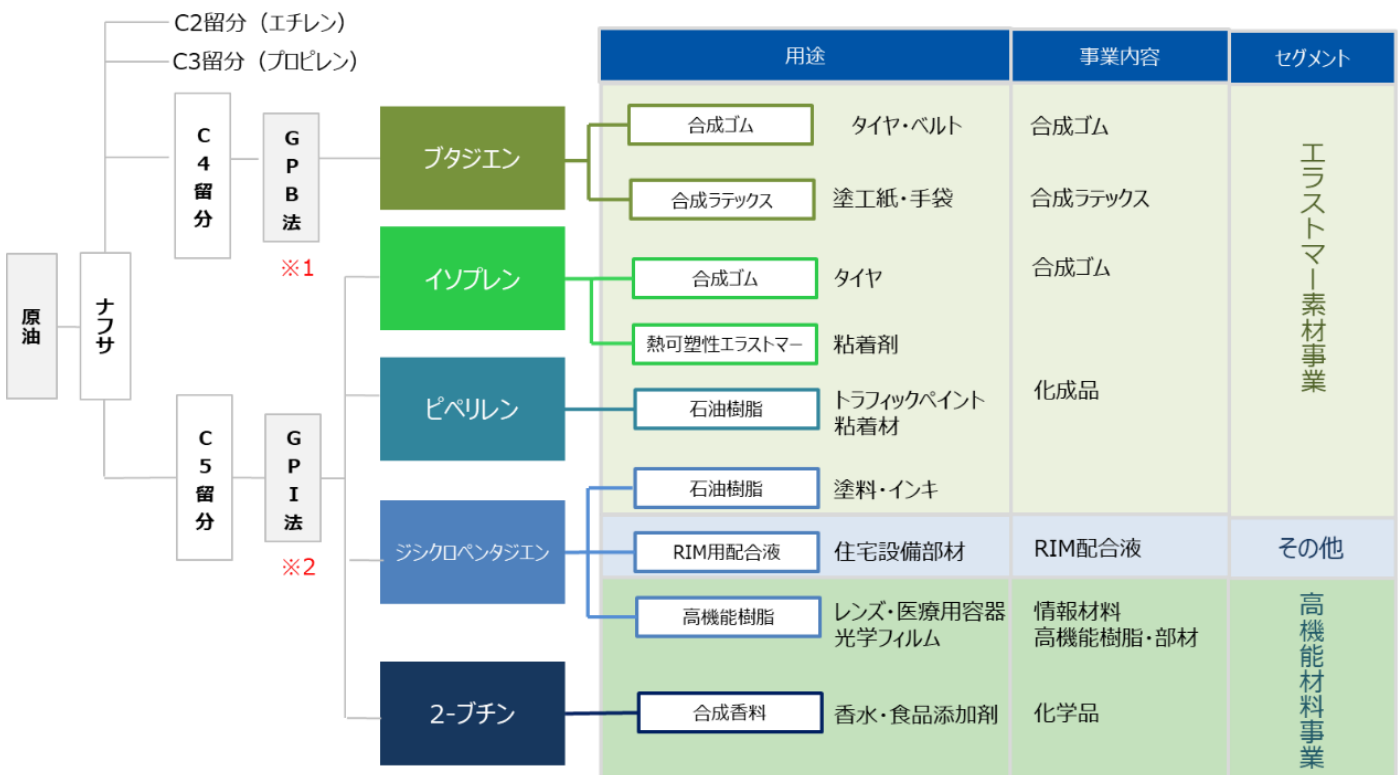 C2留分（エチレン）
C3留分（プロピレン）
用途
事業内容
セグメント
C4留分
GPB法
※1
ブタジエン
合成ゴム
タイヤ・ベルト
合成ゴム
合成ラテックス
塗工紙・手袋
合成ラテックス
エラストマー素材事業
原油
ナフサ
イソプレン
合成ゴム
タイヤ
合成ゴム
熱可塑性エラストマー
粘着剤
ピペリレン
石油樹脂
トラフィックペイント
粘着材
化成品
C5留分
GPI法
※2
ジシクロペンタジエン
石油樹脂
塗料・インキ
RIM用配合液
住宅設備部材
RIM配合液
その他
高機能樹脂
レンズ・医療用容器
光学フィルム
情報材料
高機能樹脂・部材
高機能材料事業
2-ブチン
合成香料
香水・食品添加剤
化学品